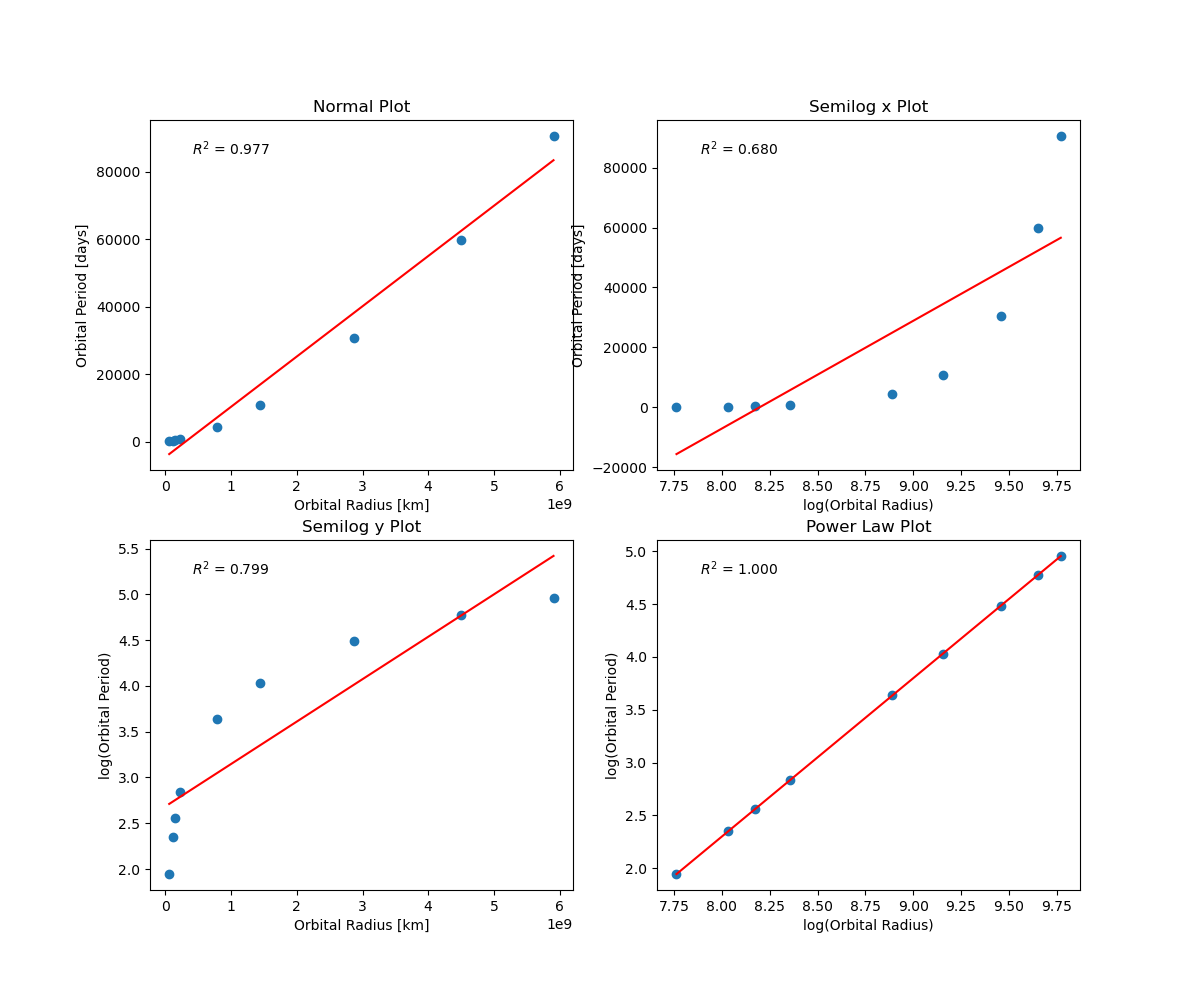 Normal Plot
R² = 0.977
Orbital Period [days]
80000
60000
40000
20000
0
0 1 2 3 4 5 6
1e9
Orbital Radius [km]
Semilog x Plot
R² = 0.680
Orbital Period [days]
80000
60000
40000
20000
0
−20000
7.75 8.00 8.25 8.50 8.75 9.00 9.25 9.50 9.75
log(Orbital Radius)
Semilog y Plot
R² = 0.799
log(Orbital Period)
5.5
5.0
4.5
4.0
3.5
3.0
2.5
2.0
0 1 2 3 4 5 6
1e9
Orbital Radius [km]
Power Law Plot
R² = 1.000
log(Orbital Period)
5.0
4.5
4.0
3.5
3.0
2.5
2.0
7.75 8.00 8.25 8.50 8.75 9.00 9.25 9.50 9.75
log(Orbital Radius)